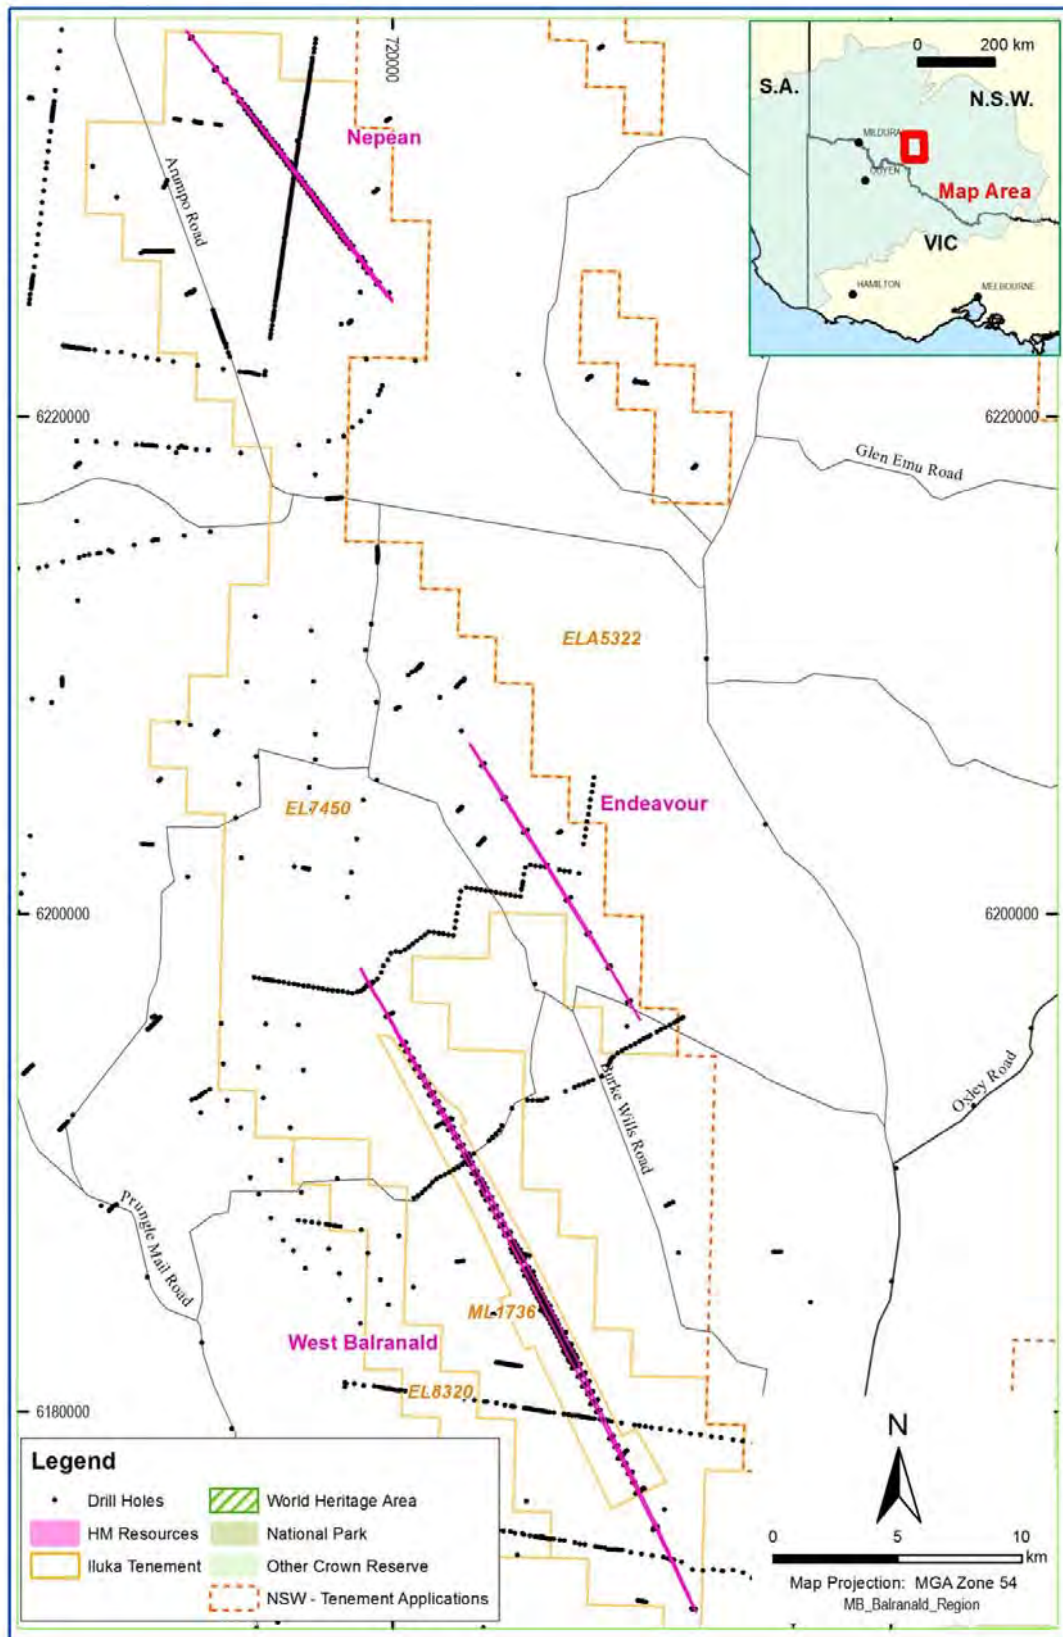 720000
0 200 km
S.A.
N.S.W.
MILDURA
OUYEN
Map Area
VIC
HAMILTON
MELBOURNE
Nepean
Arumpo Road
6220000
6220000
Glen Emu Road
ELA5322
EL7450
Endeavour
6200000
6200000
Burke Wills Road
Oxley Road
Prungle Mail Road
ML1736
West Balranald
EL8320
6180000
N
Legend
Drill Holes
HM Resources
Iluka Tenement
World Heritage Area
National Park
Other Crown Reserve
NSW - Tenement Applications
0 5 10
km
Map Projection: MGA Zone 54
MB_Balranald_Region